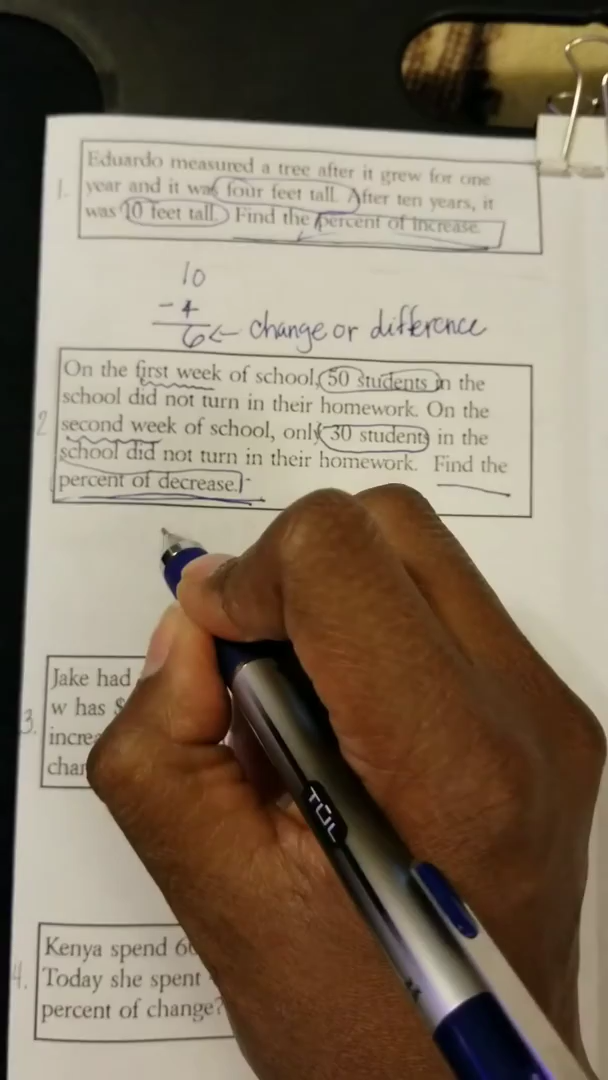 1. Eduardo measured a tree after it grew for one
year and it was four feet tall. After ten years, it
was 10 feet tall. Find the percent of increase.
10
- 4
6 ← change or difference
2 On the first week of school, 50 students in the
school did not turn in their homework. On the
second week of school, only 30 students in the
school did not turn in their homework. Find the
percent of decrease.
3. Jake had
w has $
4. Kenya spend
Today she spent
percent of change?
TUL